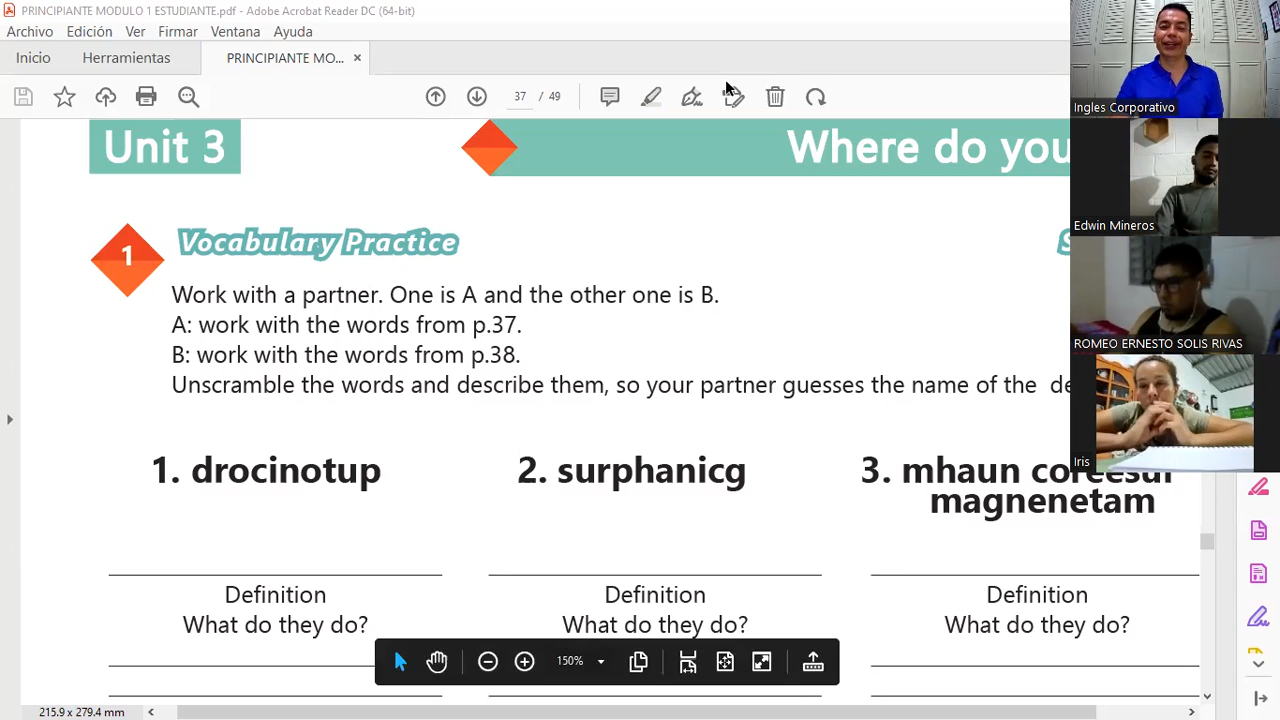 PRINCIPIANTE MODULO 1 ESTUDIANTE.pdf - Adobe Acrobat Reader DC (64-bit)
Archivo Edición Ver Firmar Ventana Ayuda
Inicio Herramientas PRINCIPIANTE MO... ×
37 / 49
Ingles Corporativo
Unit 3
Where do you
Edwin Mineros
1
Vocabulary Practice
Work with a partner. One is A and the other one is B.
A: work with the words from p.37.
B: work with the words from p.38.
Unscramble the words and describe them, so your partner guesses the name of the de
ROMEO ERNESTO SOLIS RIVAS
Iris
1. drocinotup 2. surphanicg 3. mhaun coreesur
magnenetam
Definition Definition Definition
What do they do? What do they do? What do they do?
150%
215.9 x 279.4 mm